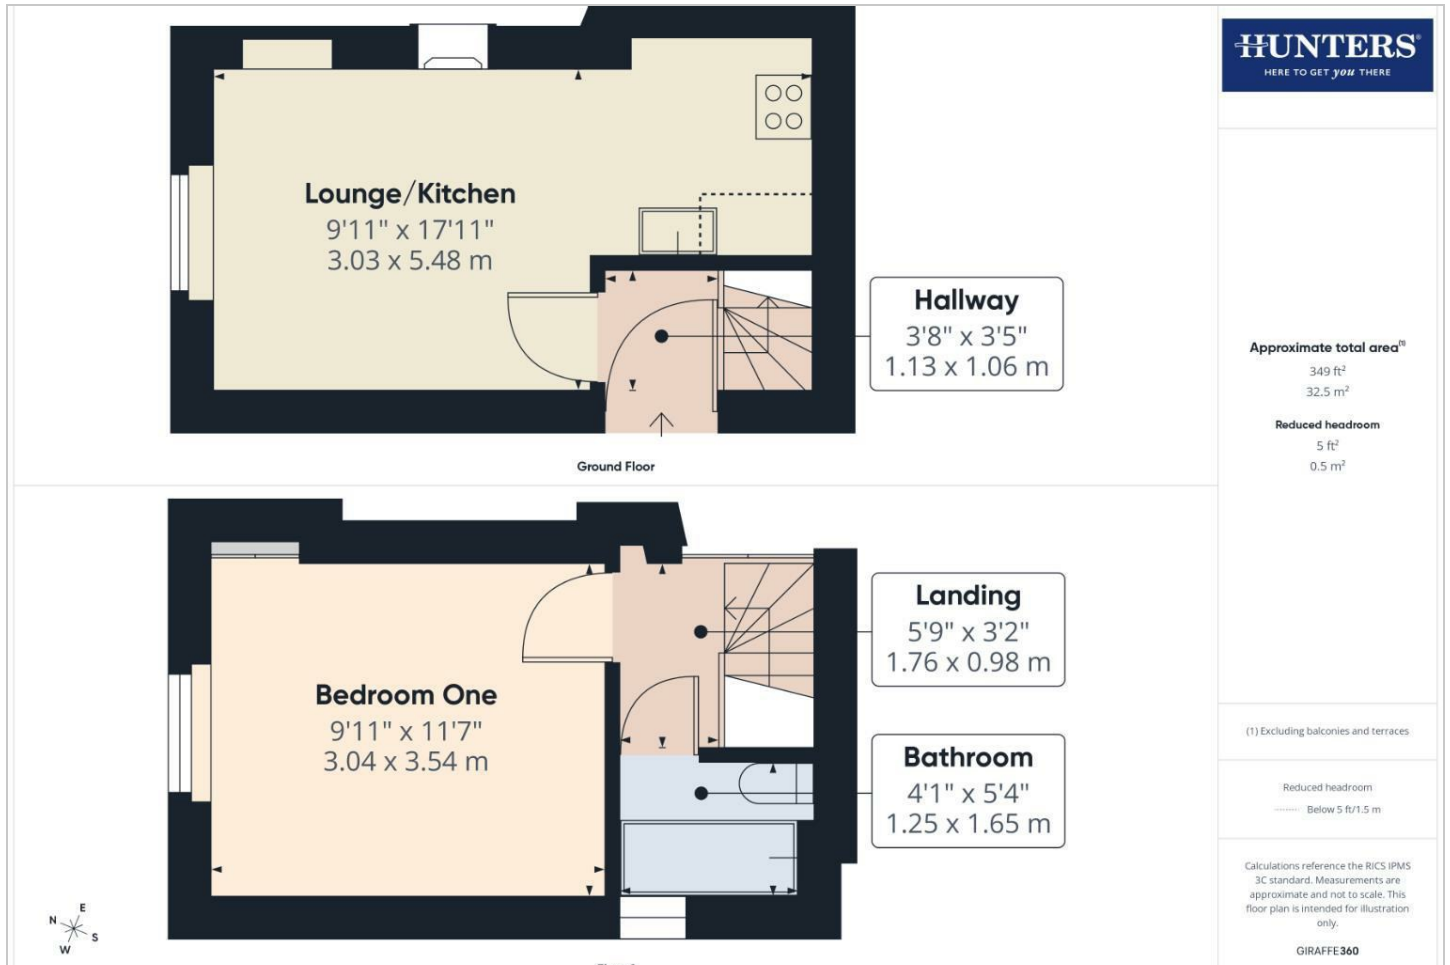 HUNTERS®
HERE TO GET you THERE
Lounge/Kitchen
9'11" x 17'11"
3.03 x 5.48 m
Hallway
3'8" x 3'5"
1.13 x 1.06 m
Ground Floor
Approximate total area(1)
349 ft²
32.5 m²
Reduced headroom
5 ft²
0.5 m²
Landing
5'9" x 3'2"
1.76 x 0.98 m
Bedroom One
9'11" x 11'7"
3.04 x 3.54 m
Bathroom
4'1" x 5'4"
1.25 x 1.65 m
(1) Excluding balconies and terraces
Reduced headroom
Below 5 ft/1.5 m
Calculations reference the RICS IPMS
3C standard. Measurements are
approximate and not to scale. This
floor plan is intended for illustration
only.
GIRAFFE360
E
N
S
W